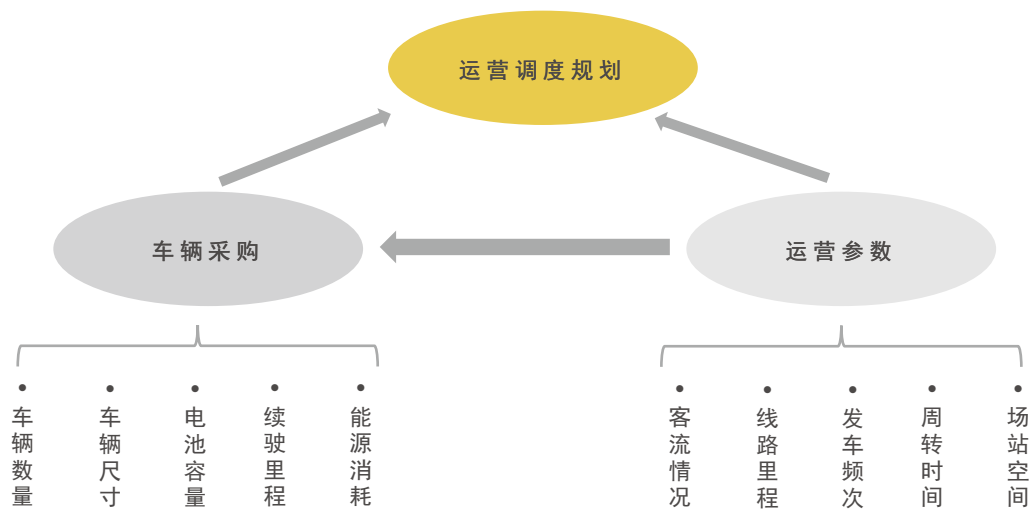 运营调度规划
车辆采购
运营参数
• 车辆数量
• 车辆尺寸
• 电池容量
• 续驶里程
• 能源消耗
• 客流情况
• 线路里程
• 发车频次
• 周转时间
• 场站空间